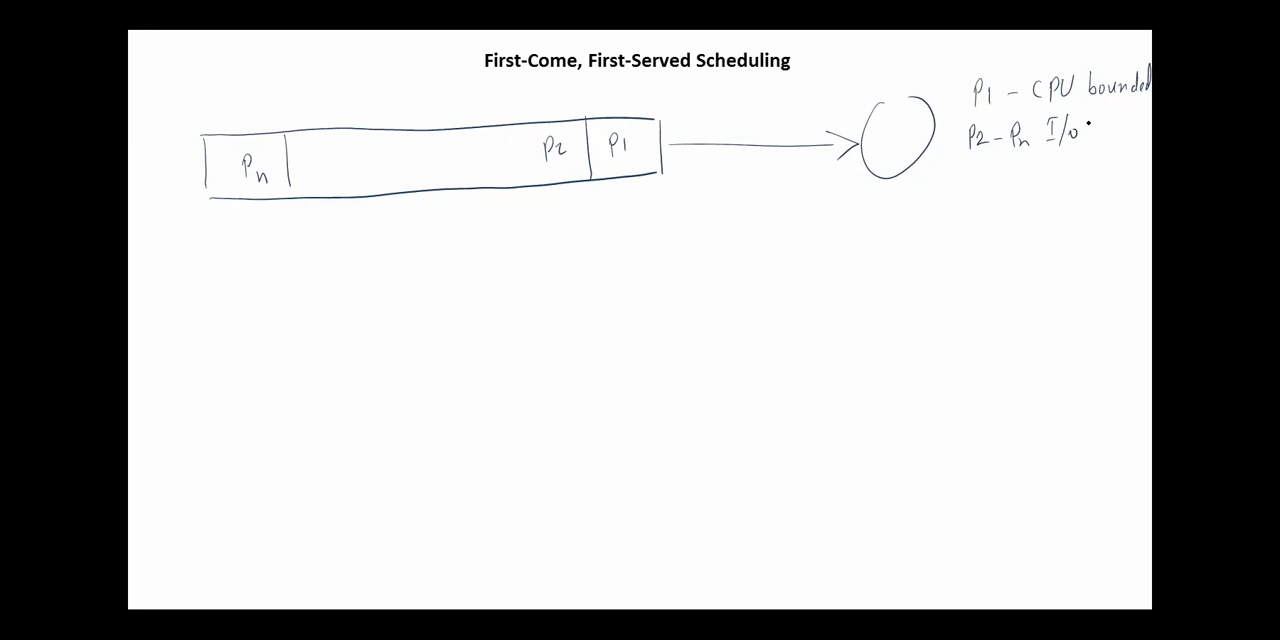 First-Come, First-Served Scheduling
P1 - CPU bounded
P2 - Pn I/O
Pn P2 P1